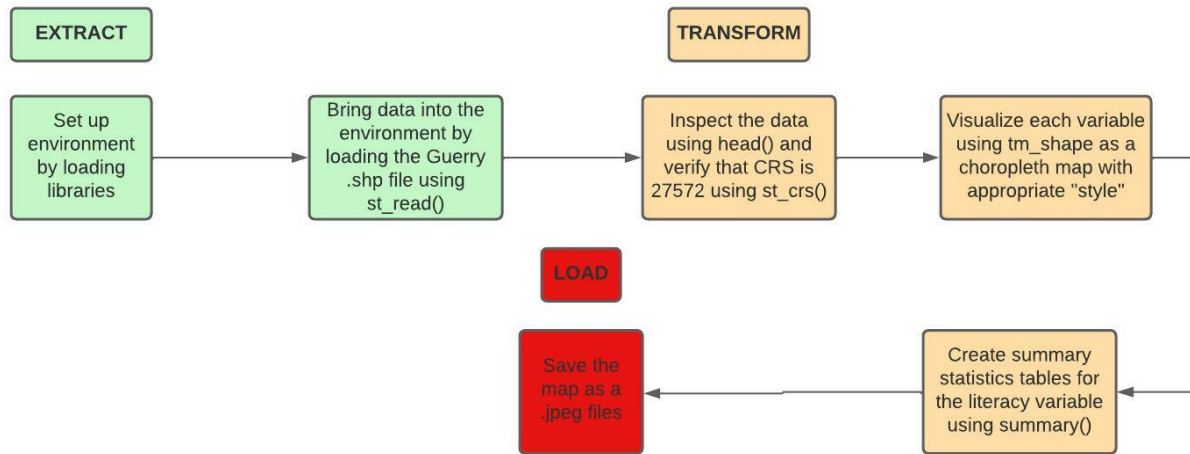 EXTRACT
TRANSFORM
Set up
environment
by loading
libraries
Bring data into the
environment by
loading the Guerry
.shp file using
st_read()
Inspect the data
using head() and
verify that CRS is
27572 using st_crs()
Visualize each variable
using tm_shape as a
choropleth map with
appropriate "style"
LOAD
Save the
map as a
.jpeg files
Create summary
statistics tables for
the literacy variable
using summary()